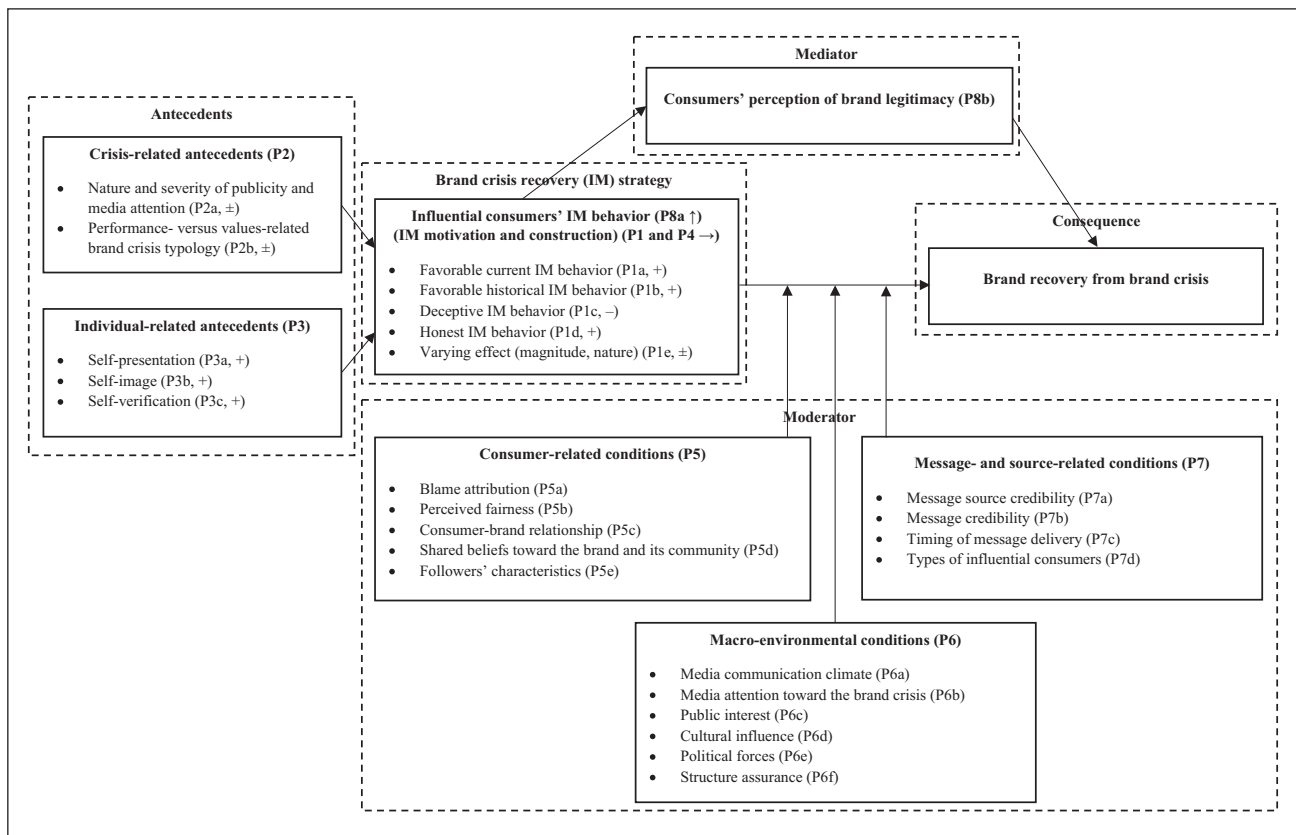 Mediator
Consumers' perception of brand legitimacy (P8b)
Antecedents
Crisis-related antecedents (P2)
• Nature and severity of publicity and
media attention (P2a, ±)
• Performance- versus values-related
brand crisis typology (P2b, ±)
Individual-related antecedents (P3)
• Self-presentation (P3a, +)
• Self-image (P3b, +)
• Self-verification (P3c, +)
Brand crisis recovery (IM) strategy
Influential consumers' IM behavior (P8a ↑)
(IM motivation and construction) (P1 and P4 →)
• Favorable current IM behavior (P1a, +)
• Favorable historical IM behavior (P1b, +)
• Deceptive IM behavior (P1c, –)
• Honest IM behavior (P1d, +)
• Varying effect (magnitude, nature) (P1e, ±)
Consequence
Brand recovery from brand crisis
Moderator
Consumer-related conditions (P5)
• Blame attribution (P5a)
• Perceived fairness (P5b)
• Consumer-brand relationship (P5c)
• Shared beliefs toward the brand and its community (P5d)
• Followers' characteristics (P5e)
Message- and source-related conditions (P7)
• Message source credibility (P7a)
• Message credibility (P7b)
• Timing of message delivery (P7c)
• Types of influential consumers (P7d)
Macro-environmental conditions (P6)
• Media communication climate (P6a)
• Media attention toward the brand crisis (P6b)
• Public interest (P6c)
• Cultural influence (P6d)
• Political forces (P6e)
• Structure assurance (P6f)